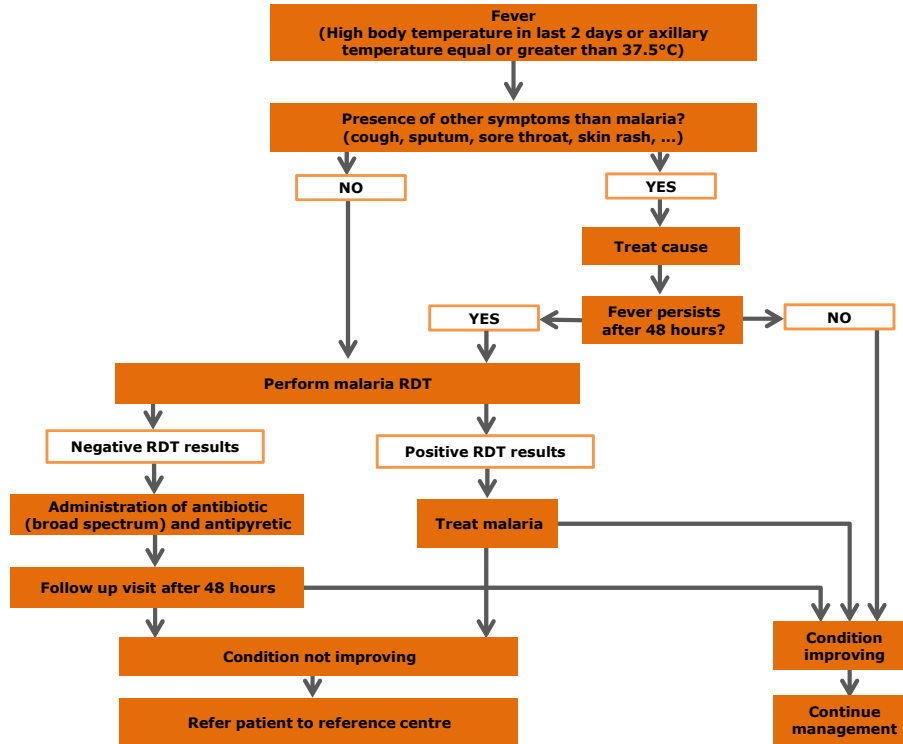 Fever
(High body temperature in last 2 days or axillary
temperature equal or greater than 37.5°C)
Presence of other symptoms than malaria?
(cough, sputum, sore throat, skin rash, ...)
NO
YES
Treat cause
Fever persists
after 48 hours?
YES
NO
Perform malaria RDT
Negative RDT results
Positive RDT results
Administration of antibiotic
(broad spectrum) and antipyretic
Treat malaria
Follow up visit after 48 hours
Condition not improving
Condition
improving
Refer patient to reference centre
Continue
management